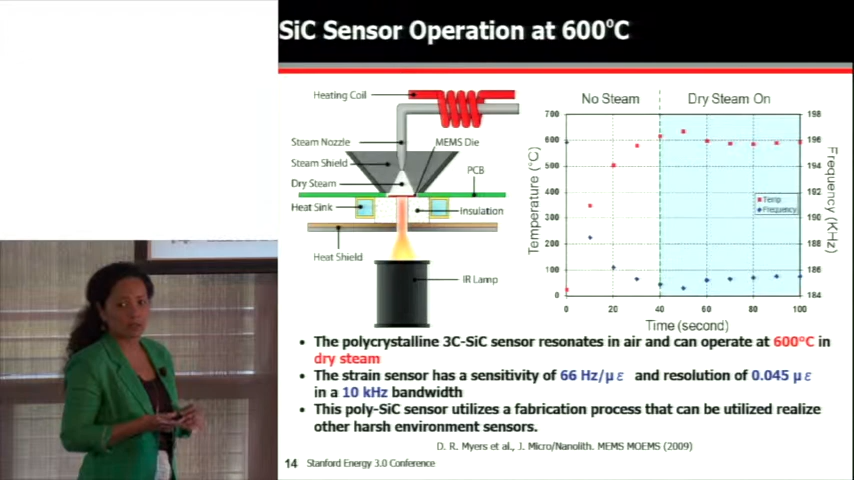 SiC Sensor Operation at 600°C
Heating Coil
Steam Nozzle
MEMS Die
Steam Shield
PCB
Dry Steam
Heat Sink
Insulation
Heat Shield
IR Lamp
No Steam
Dry Steam On
700
600
500
400
300
200
100
0
Temperature (°C)
198
196
194
192
190
188
186
184
Frequency (KHz)
Temp
Frequency
0
20
40
60
80
100
Time (second)
• The polycrystalline 3C-SiC sensor resonates in air and can operate at 600°C in
dry steam
• The strain sensor has a sensitivity of 66 Hz/με and resolution of 0.045 με
in a 10 kHz bandwidth
• This poly-SiC sensor utilizes a fabrication process that can be utilized realize
other harsh environment sensors.
D. R. Myers et al., J. Micro/Nanolith. MEMS MOEMS (2009)
14 Stanford Energy 3.0 Conference